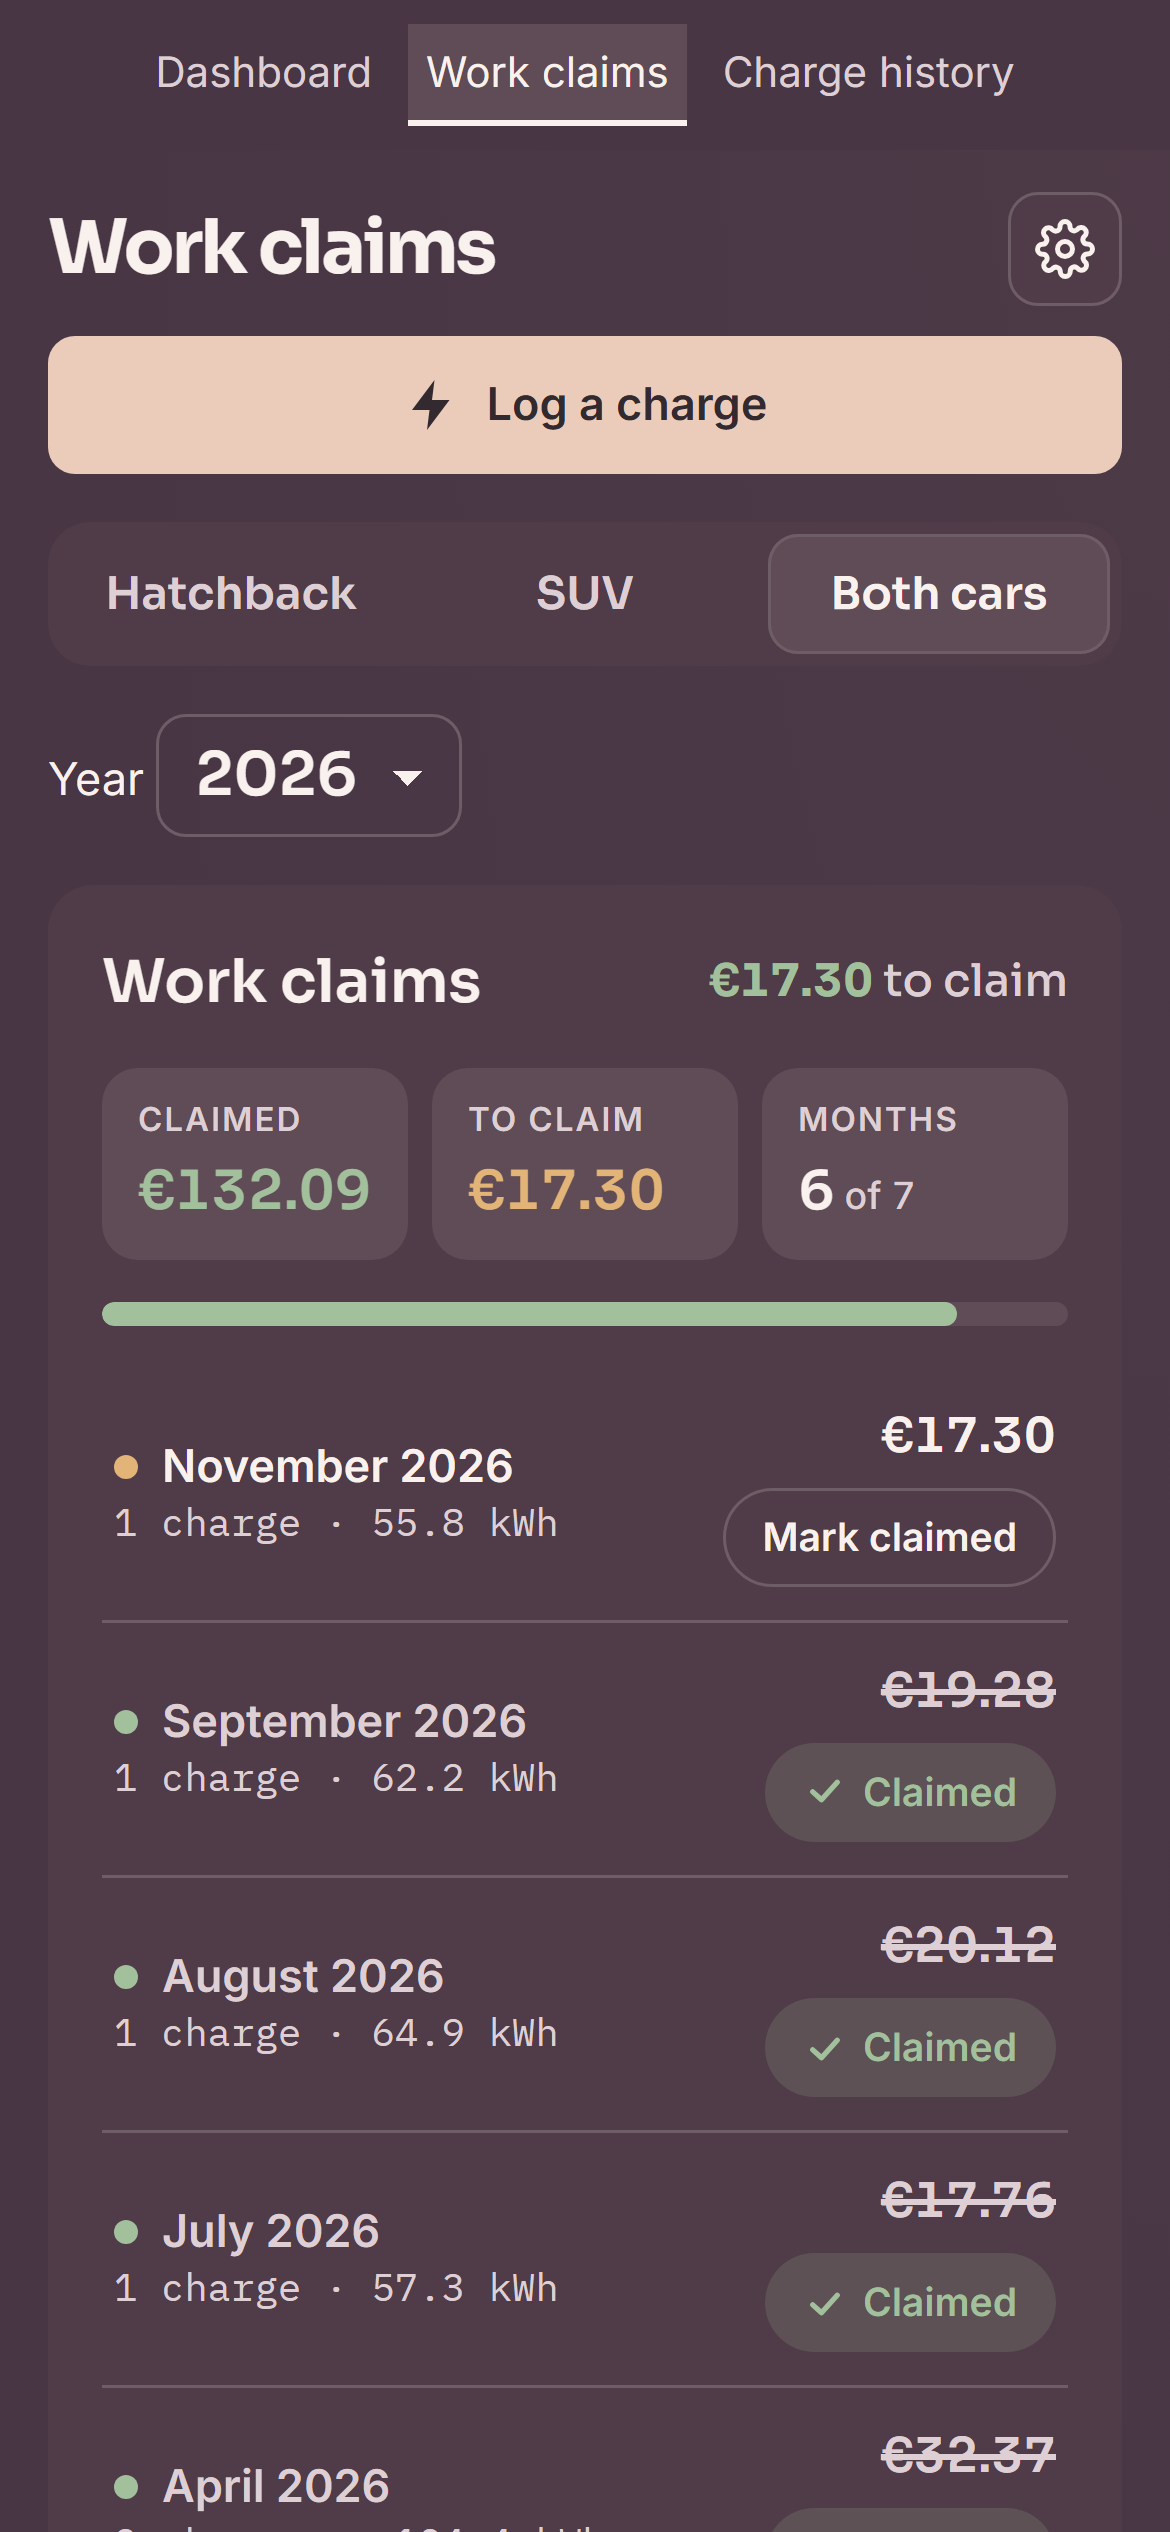 Dashboard Work claims Charge history
Work claims
Log a charge
Hatchback SUV Both cars
Year 2026
Work claims €17.30 to claim
CLAIMED TO CLAIM MONTHS
€132.09 €17.30 6 of 7
€17.30
November 2026
1 charge · 55.8 kWh
Mark claimed
€19.28
September 2026
1 charge · 62.2 kWh
Claimed
€20.12
August 2026
1 charge · 64.9 kWh
Claimed
€17.76
July 2026
1 charge · 57.3 kWh
Claimed
€32.37
April 2026